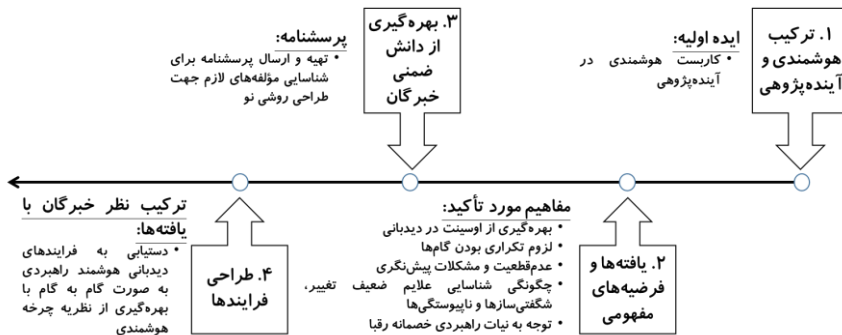 ۱. ترکیب
هوشمندی و
آینده‌پژوهی
ایده اولیه:
• کاربست هوشمندی در
آینده‌پژوهی
۲. یافته‌ها و
فرضیه‌های
مفهومی
مفاهیم مورد تأکید:
• بهره‌گیری از اوسینت در دیدبانی
• لزوم تکراری بودن گام‌ها
• عدم‌قطعیت و مشکلات پیش‌نگری
• چگونگی شناسایی علایم ضعیف تغییر،
شگفتی‌سازها و ناپیوستگی‌ها
• توجه به نیات راهبردی خصمانه رقبا
۳. بهره‌گیری
از دانش
ضمنی
خبرگان
پرسشنامه:
• تهیه و ارسال پرسشنامه برای
شناسایی مؤلفه‌های لازم جهت
طراحی روشی نو
۴. طراحی
فرایندها
ترکیب نظر خبرگان با
یافته‌ها:
• دستیابی به فرایندهای
دیدبانی هوشمند راهبردی
به صورت گام به گام با
بهره‌گیری از نظریه چرخه
هوشمندی